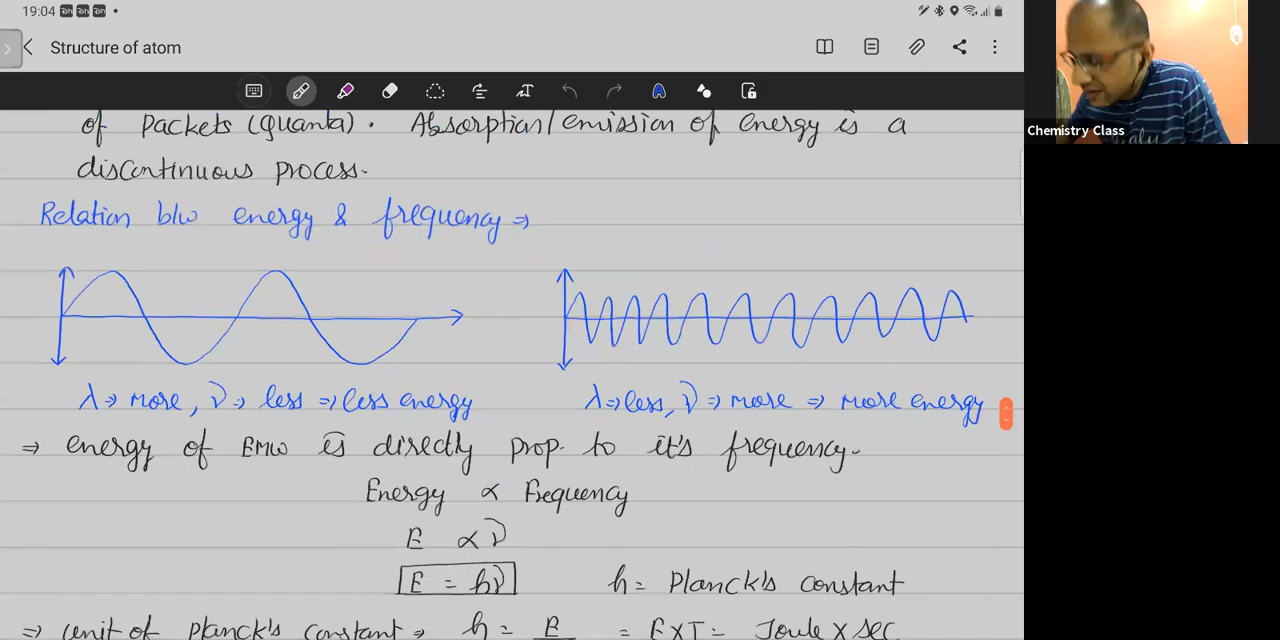 19:04
Structure of atom
Chemistry Class
of Packets (quanta). Absorption/emission of energy is a
discontinuous process.
Relation b/w energy & frequency ⇒
λ ⇒ more, ν ⇒ less ⇒ less energy
λ ⇒ less, ν ⇒ more ⇒ more energy
⇒ energy of EMW is directly prop. to it's frequency.
Energy ∝ Frequency
E ∝ ν
E = hν
h = Planck's constant
⇒ unit of Planck's constant ⇒ h = E = E X T = Joule X sec